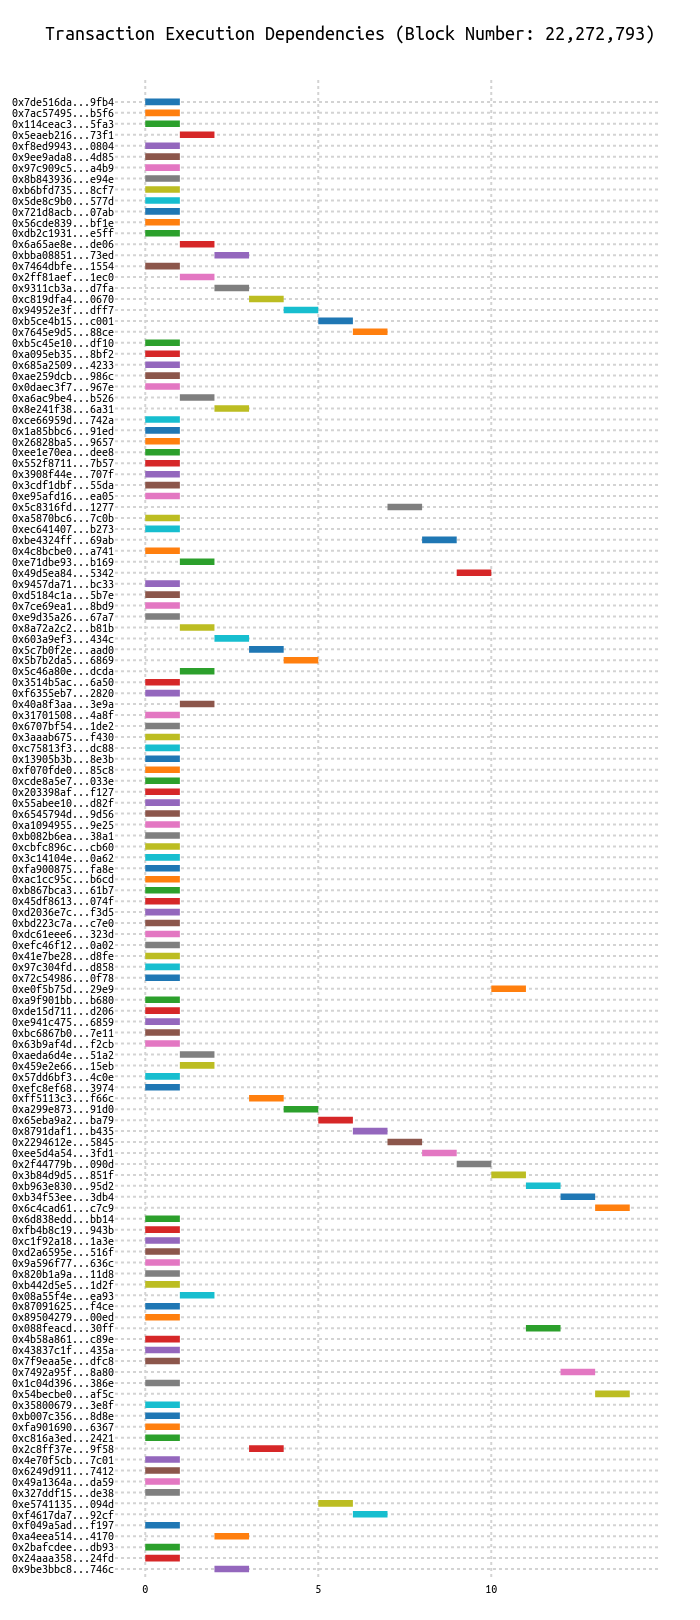 Transaction Execution Dependencies (Block Number: 22,272,793)
0x7de516da...9fb4
0x7ac57495...b5f6
0x114ceac3...5fa3
0x5eaeb216...73f1
0xf8ed9943...0804
0x9ee9ada8...4d85
0x97c909c5...a4b9
0x8b843936...e94e
0xb6bfd735...8cf7
0x5de8c9b0...577d
0x721d8acb...07ab
0x56cde839...bf1e
0xdb2c1931...e5ff
0x6a65ae8e...de06
0xbba08851...73ed
0x7464dbfe...1554
0x2ff81aef...1ec0
0x9311cb3a...d7fa
0xc819dfa4...0670
0x94952e3f...dff7
0xb5ce4b15...c001
0x7645e9d5...88ce
0xb5c45e10...df10
0xa095eb35...8bf2
0x685a2509...4233
0xae259dcb...986c
0x0daec3f7...967e
0xa6ac9be4...b526
0x8e241f38...6a31
0xce66959d...742a
0x1a85bbc6...91ed
0x26828ba5...9657
0xee1e70ea...dee8
0x552f8711...7b57
0x3908f44e...707f
0x3cdf1dbf...55da
0xe95afd16...ea05
0x5c8316fd...1277
0xa5870bc6...7c0b
0xec641407...b273
0xbe4324ff...69ab
0x4c8bcbe0...a741
0xe71dbe93...b169
0x49d5ea84...5342
0x9457da71...bc33
0xd5184c1a...5b7e
0x7ce69ea1...8bd9
0xe9d35a26...67a7
0x8a72a2c2...b81b
0x603a9ef3...434c
0x5c7b0f2e...aad0
0x5b7b2da5...6869
0x5c46a80e...dcda
0x3514b5ac...6a50
0xf6355eb7...2820
0x40a8f3aa...3e9a
0x31701508...4a8f
0x6707bf54...1de2
0x3aaab675...f430
0xc75813f3...dc88
0x13905b3b...8e3b
0xf070fde0...85c8
0xcde8a5e7...033e
0x203398af...f127
0x55abee10...d82f
0x6545794d...9d56
0xa1094955...9e25
0xb082b6ea...38a1
0xcbfc896c...cb60
0x3c14104e...0a62
0xfa900875...fa8e
0xac1cc95c...b6cd
0xb867bca3...61b7
0x45df8613...074f
0xd2036e7c...f3d5
0xbd223c7a...c7e0
0xdc61eee6...323d
0xefc46f12...0a02
0x41e7be28...d8fe
0x97c304fd...d858
0x72c54986...0f78
0xe0f5b75d...29e9
0xa9f901bb...b680
0xde15d711...d206
0xe941c475...6859
0xbc6867b0...7e11
0x63b9af4d...f2cb
0xaeda6d4e...51a2
0x459e2e66...15eb
0x57dd6bf3...4c0e
0xefc8ef68...3974
0xff5113c3...f66c
0xa299e873...91d0
0x65eba9a2...ba79
0x8791daf1...b435
0x2294612e...5845
0xee5d4a54...3fd1
0x2f44779b...090d
0x3b84d9d5...851f
0xb963e830...95d2
0xb34f53ee...3db4
0x6c4cad61...c7c9
0x6d838edd...bb14
0xfb4b8c19...943b
0xc1f92a18...1a3e
0xd2a6595e...516f
0x9a596f77...636c
0x820b1a9a...11d8
0xb442d5e5...1d2f
0x08a55f4e...ea93
0x87091625...f4ce
0x89504279...00ed
0x088feacd...30ff
0x4b58a861...c89e
0x43837c1f...435a
0x7f9eaa5e...dfc8
0x7492a95f...8a80
0x1c04d396...386e
0x54becbe0...af5c
0x35800679...3e8f
0xb007c356...8d8e
0xfa901690...6367
0xc816a3ed...2421
0x2c8ff37e...9f58
0x4e70f5cb...7c01
0x6249d911...7412
0x49a1364a...da59
0x327ddf15...de38
0xe5741135...094d
0xf4617da7...92cf
0xf049a5ad...f197
0xa4eea514...4170
0x2bafcdee...db93
0x24aaa358...24fd
0x9be3bbc8...746c
0 5 10